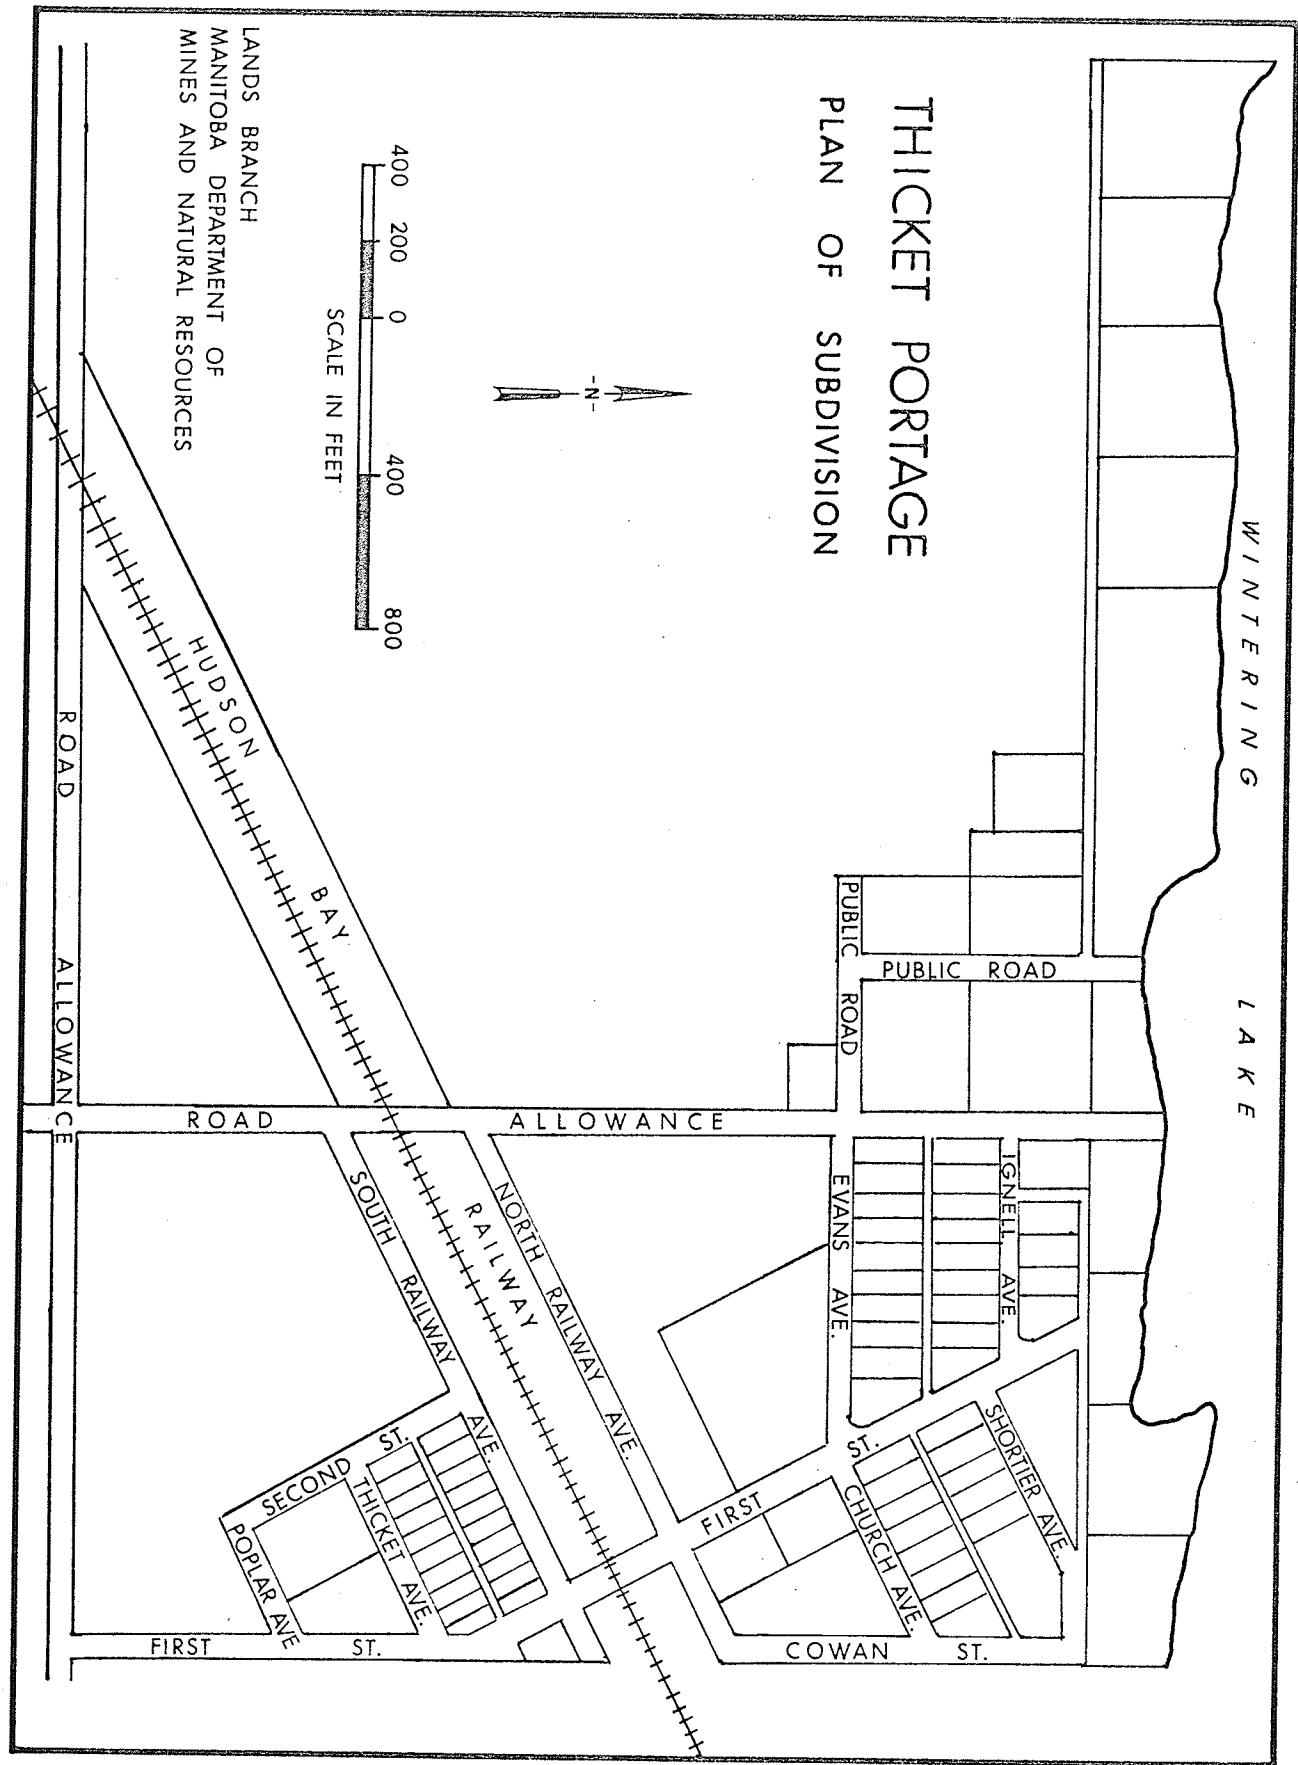 THICKET PORTAGE
PLAN OF SUBDIVISION
-N-
400 200 0 400 800
SCALE IN FEET
LANDS BRANCH
MANITOBA DEPARTMENT OF
MINES AND NATURAL RESOURCES
WINTERING LAKE
PUBLIC ROAD
PUBLIC ROAD
ROAD ALLOWANCE
ROAD ALLOWANCE
HUDSON BAY RAILWAY
IGNELL AVE.
EVANS AVE.
SHORTIER AVE.
CHURCH AVE.
FIRST ST.
COWAN ST.
NORTH RAILWAY AVE.
SOUTH RAILWAY AVE.
SECOND ST.
THICKET AVE.
POPLAR AVE
FIRST ST.